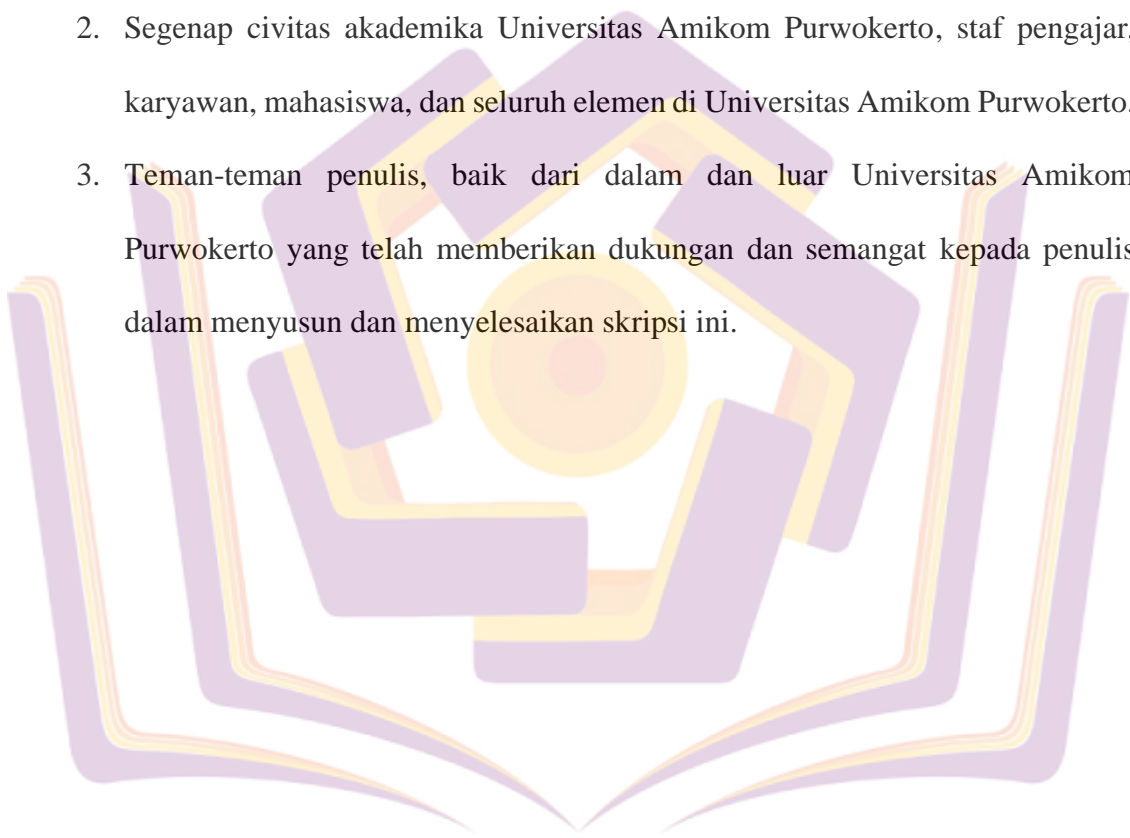 2. Segenap civitas akademika Universitas Amikom Purwokerto, staf pengajar,
karyawan, mahasiswa, dan seluruh elemen di Universitas Amikom Purwokerto.
3. Teman-teman penulis, baik dari dalam dan luar Universitas Amikom
Purwokerto yang telah memberikan dukungan dan semangat kepada penulis
dalam menyusun dan menyelesaikan skripsi ini.